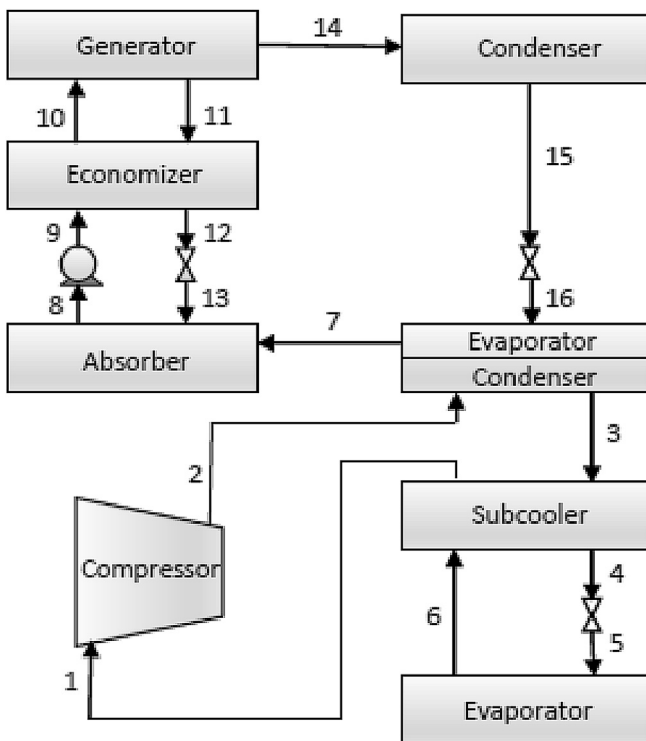 Generator
14
Condenser
10
11
15
Economizer
9
12
8
13
16
Absorber
7
Evaporator
Condenser
2
3
Subcooler
Compressor
4
6
5
1
Evaporator